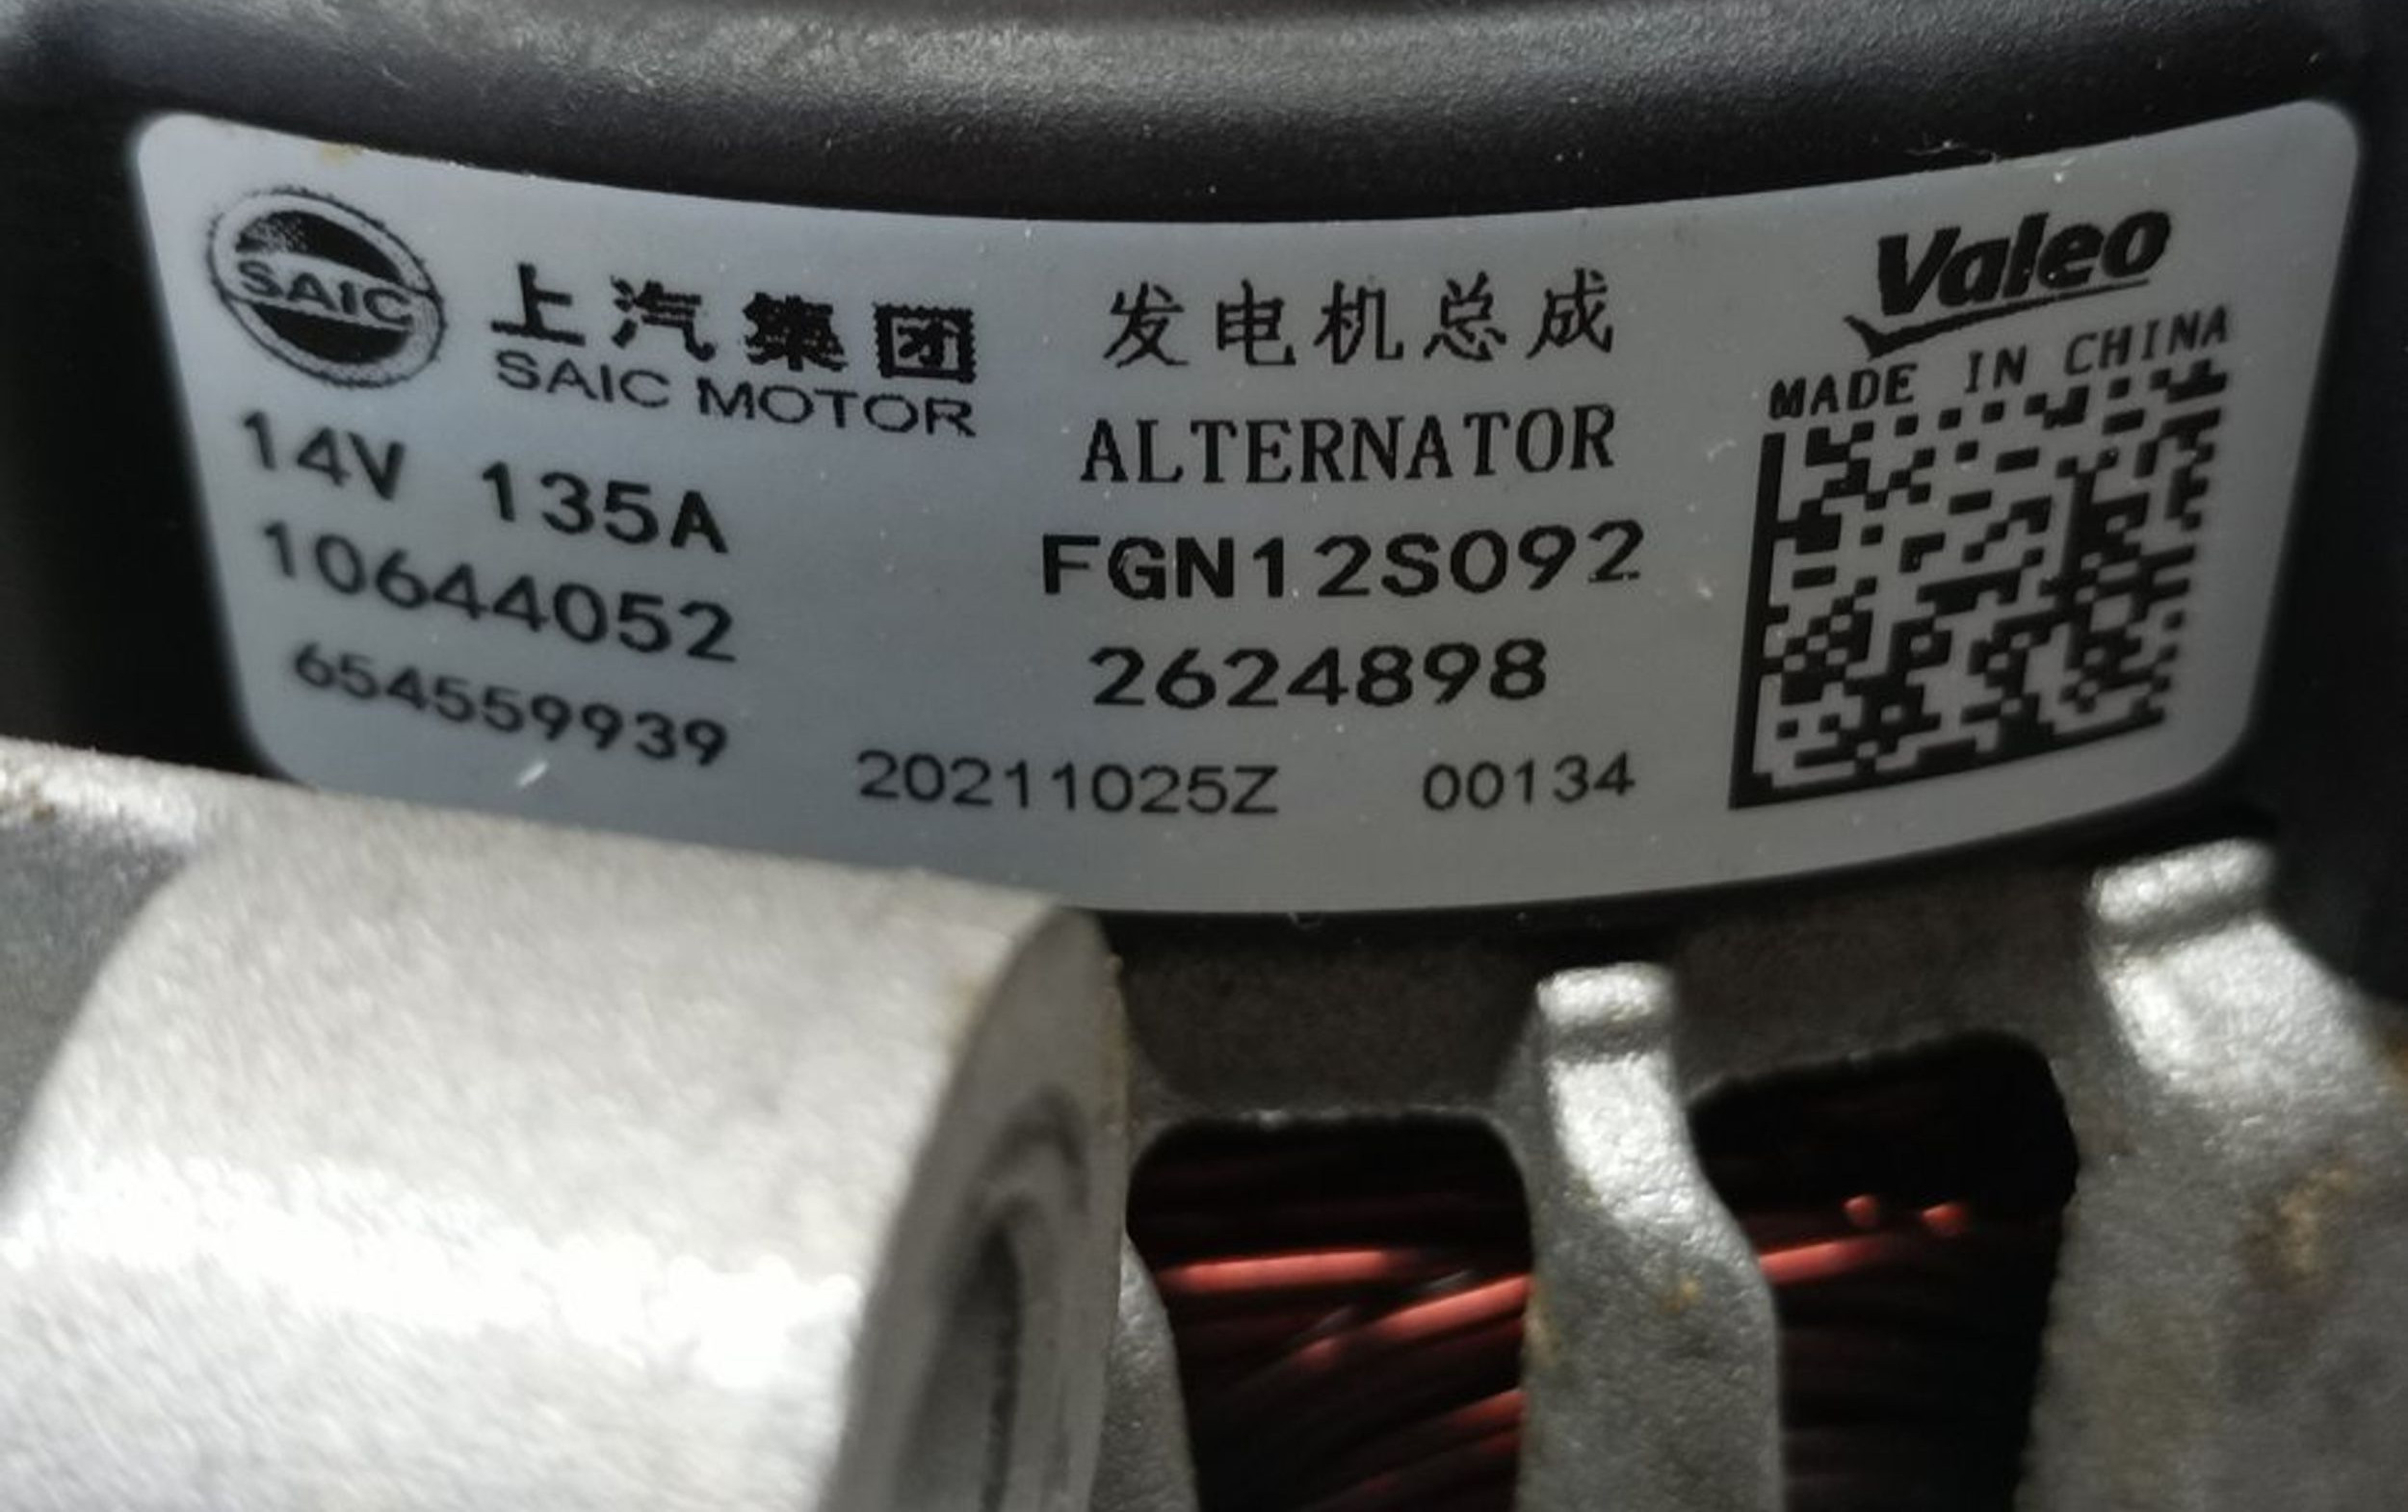 SAIC
上汽集团
SAIC MOTOR
14V 135A
10644052
654559939
发电机总成
ALTERNATOR
FGN12S092
2624898
20211025Z 00134
Valeo
MADE IN CHINA